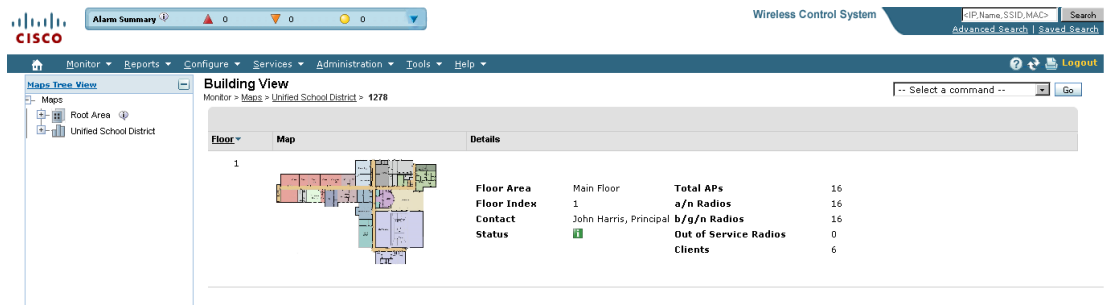 CISCO
Alarm Summary 0 0 0
Wireless Control System
<IP,Name,SSID,MAC> Search
Advanced Search | Saved Search
Monitor Reports Configure Services Administration Tools Help Logout
Maps Tree View
Maps
Root Area
Unified School District
Building View
Monitor > Maps > Unified School District > 1278
-- Select a command -- Go
Floor Map Details
1
Floor Area Main Floor Total APs 16
Floor Index 1 a/n Radios 16
Contact John Harris, Principal b/g/n Radios 16
Status Out of Service Radios 0
Clients 6